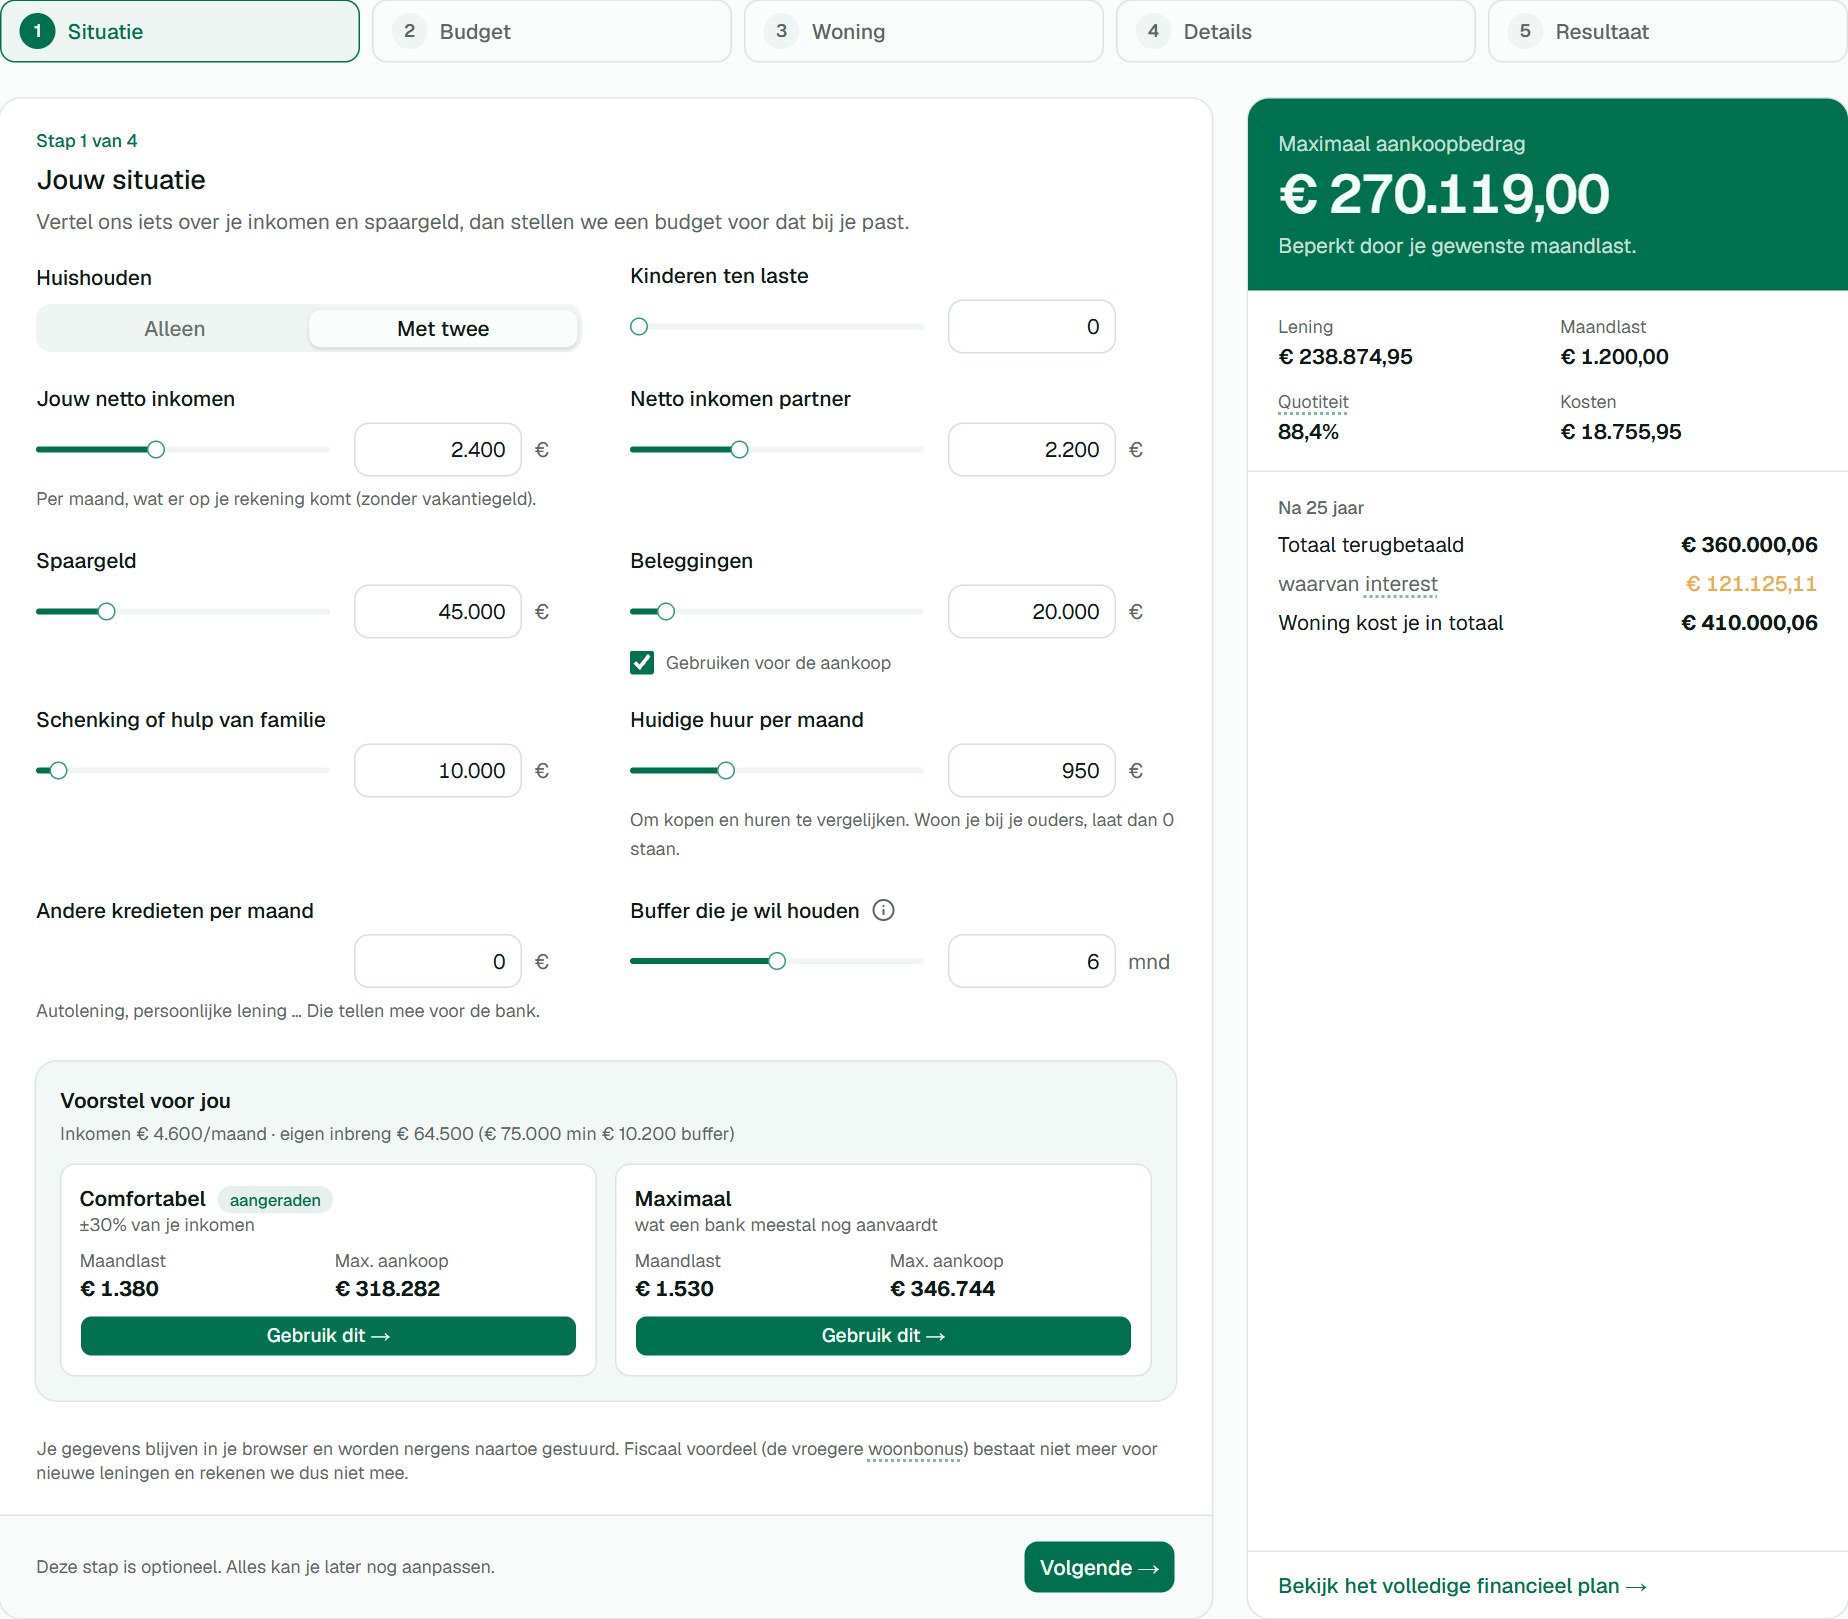 1 Situatie
2 Budget
3 Woning
4 Details
5 Resultaat
Stap 1 van 4
Jouw situatie
Vertel ons iets over je inkomen en spaargeld, dan stellen we een budget voor dat bij je past.
Huishouden
Alleen
Met twee
Kinderen ten laste
0
Jouw netto inkomen
2.400 €
Per maand, wat er op je rekening komt (zonder vakantiegeld).
Netto inkomen partner
2.200 €
Spaargeld
45.000 €
Beleggingen
20.000 €
Gebruiken voor de aankoop
Schenking of hulp van familie
10.000 €
Huidige huur per maand
950 €
Om kopen en huren te vergelijken. Woon je bij je ouders, laat dan 0
staan.
Andere kredieten per maand
0 €
Autolening, persoonlijke lening ... Die tellen mee voor de bank.
Buffer die je wil houden
6 mnd
Voorstel voor jou
Inkomen € 4.600/maand · eigen inbreng € 64.500 (€ 75.000 min € 10.200 buffer)
Comfortabel aangeraden
±30% van je inkomen
Maandlast
€ 1.380
Max. aankoop
€ 318.282
Gebruik dit →
Maximaal
wat een bank meestal nog aanvaardt
Maandlast
€ 1.530
Max. aankoop
€ 346.744
Gebruik dit →
Je gegevens blijven in je browser en worden nergens naartoe gestuurd. Fiscaal voordeel (de vroegere woonbonus) bestaat niet meer voor
nieuwe leningen en rekenen we dus niet mee.
Deze stap is optioneel. Alles kan je later nog aanpassen.
Volgende →
Maximaal aankoopbedrag
€ 270.119,00
Beperkt door je gewenste maandlast.
Lening
€ 238.874,95
Maandlast
€ 1.200,00
Quotiteit
88,4%
Kosten
€ 18.755,95
Na 25 jaar
Totaal terugbetaald € 360.000,06
waarvan interest € 121.125,11
Woning kost je in totaal € 410.000,06
Bekijk het volledige financieel plan →